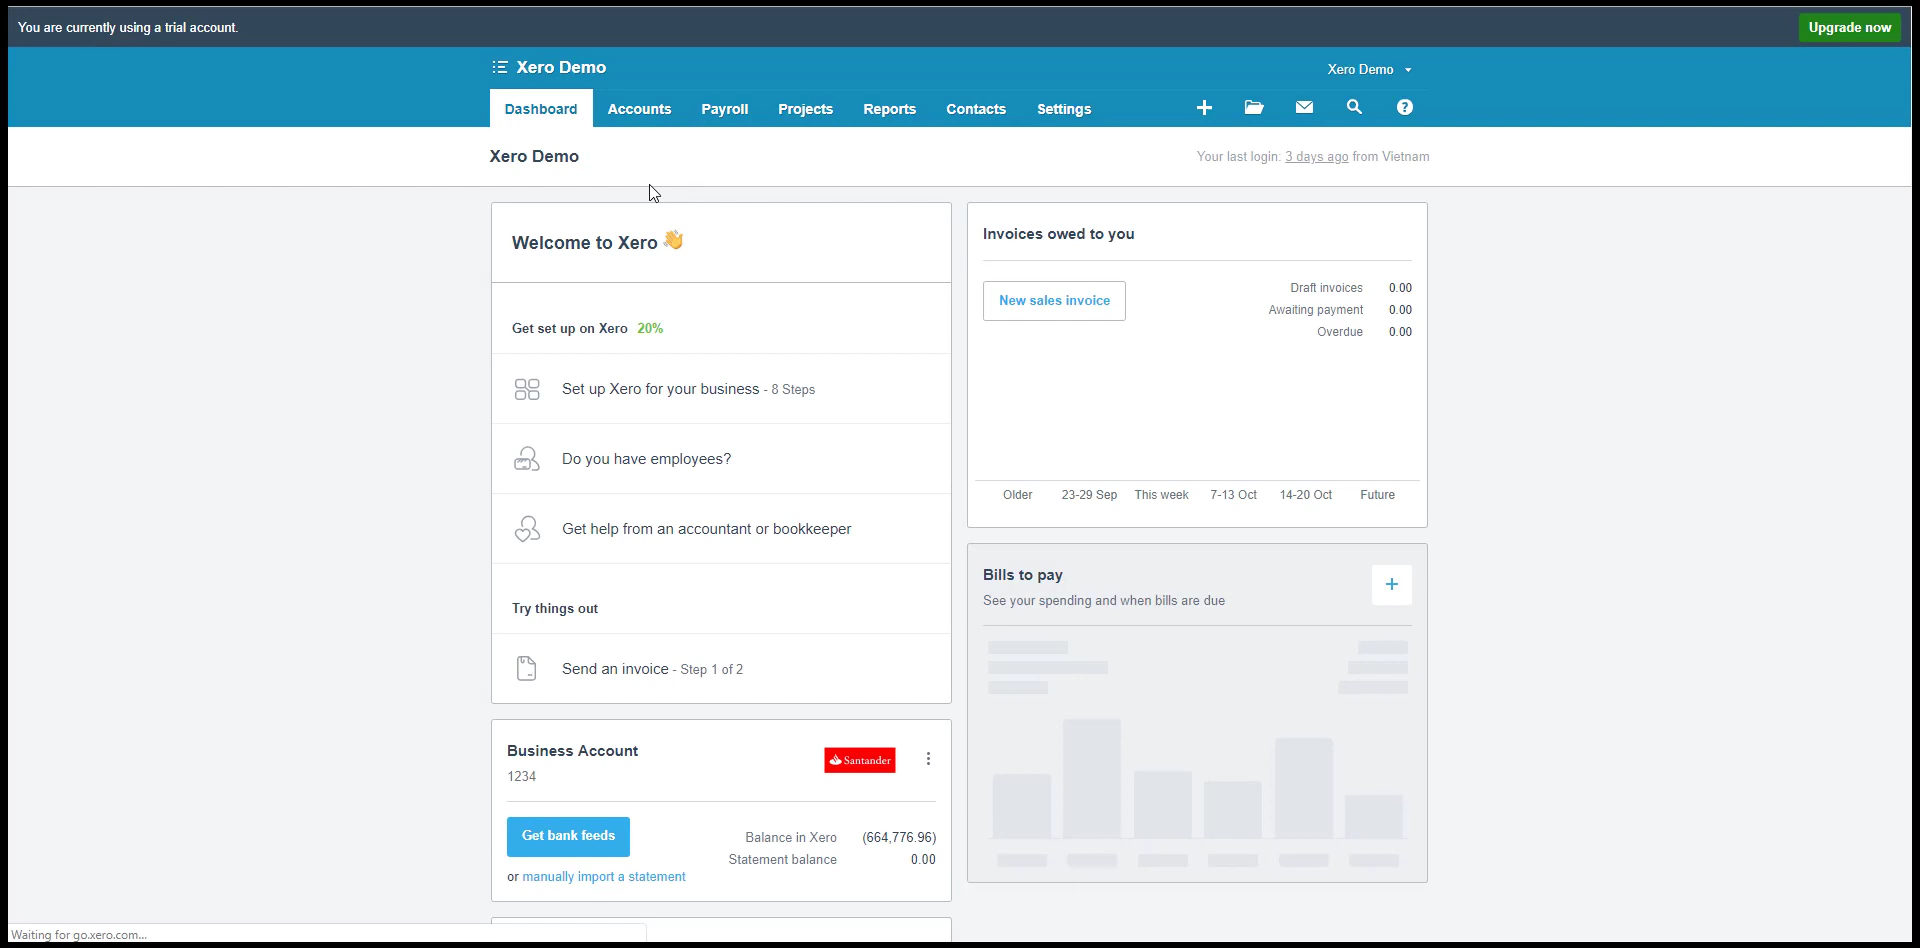 You are currently using a trial account.
Upgrade now
Xero Demo
Xero Demo
Dashboard Accounts Payroll Projects Reports Contacts Settings
Xero Demo
Your last login: 3 days ago from Vietnam
Welcome to Xero 👋
Get set up on Xero 20%
Set up Xero for your business - 8 Steps
Do you have employees?
Get help from an accountant or bookkeeper
Try things out
Send an invoice - Step 1 of 2
Business Account
1234
Santander
Get bank feeds
or manually import a statement
Balance in Xero (664,776.96)
Statement balance 0.00
Invoices owed to you
New sales invoice
Draft invoices 0.00
Awaiting payment 0.00
Overdue 0.00
Older 23-29 Sep This week 7-13 Oct 14-20 Oct Future
Bills to pay
See your spending and when bills are due
Waiting for go.xero.com...